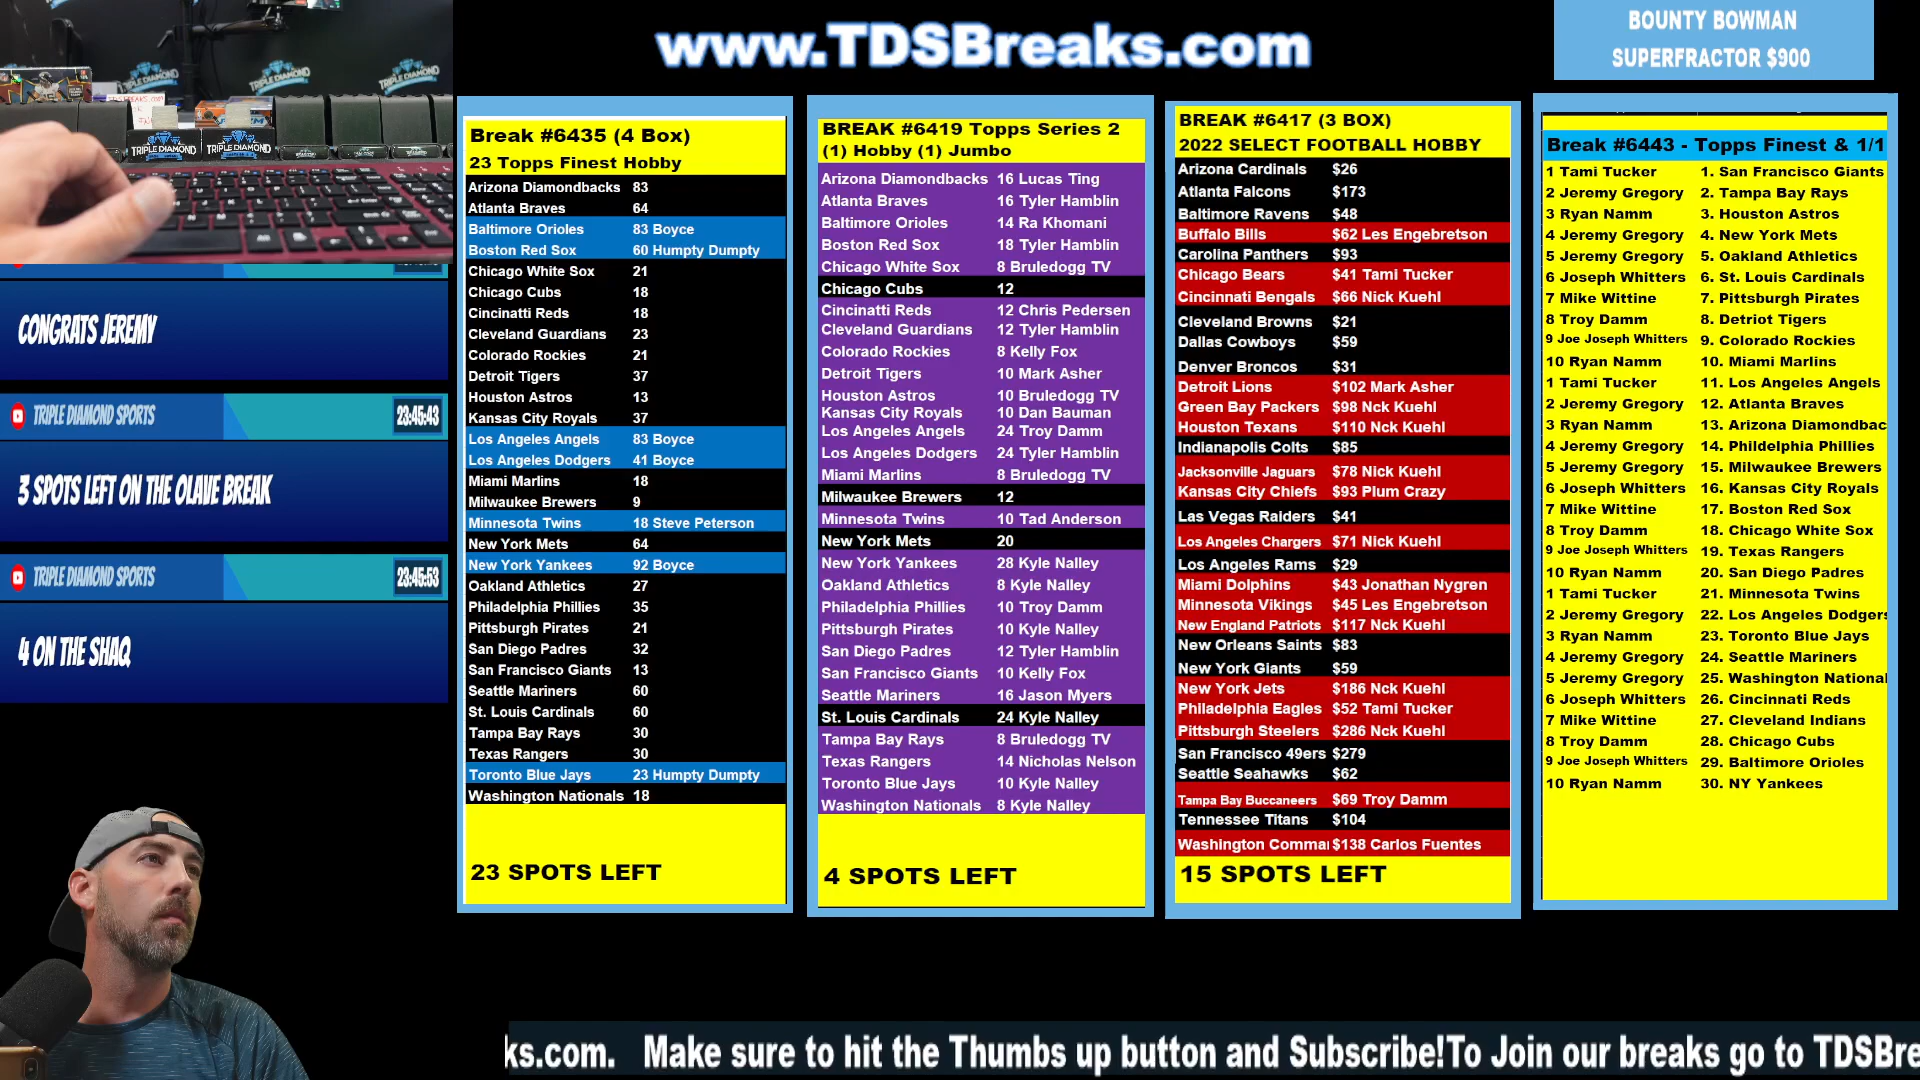 www.TDSBreaks.com
BOUNTY BOWMAN
SUPERFRACTOR $900
TRIPLE DIAMOND
TRIPLE DIAMOND
TRIPLE DIAMOND
TRIPLE DIAMOND
TRIPLE DIAMOND
CONGRATS JEREMY
TRIPLE DIAMOND SPORTS 23:45:43
3 SPOTS LEFT ON THE OLAVE BREAK
TRIPLE DIAMOND SPORTS 23:45:53
4 ON THE SHAQ
Break #6435 (4 Box)
23 Topps Finest Hobby
Arizona Diamondbacks 83
Atlanta Braves 64
Baltimore Orioles 83 Boyce
Boston Red Sox 60 Humpty Dumpty
Chicago White Sox 21
Chicago Cubs 18
Cincinatti Reds 18
Cleveland Guardians 23
Colorado Rockies 21
Detroit Tigers 37
Houston Astros 13
Kansas City Royals 37
Los Angeles Angels 83 Boyce
Los Angeles Dodgers 41 Boyce
Miami Marlins 18
Milwaukee Brewers 9
Minnesota Twins 18 Steve Peterson
New York Mets 64
New York Yankees 92 Boyce
Oakland Athletics 27
Philadelphia Phillies 35
Pittsburgh Pirates 21
San Diego Padres 32
San Francisco Giants 13
Seattle Mariners 60
St. Louis Cardinals 60
Tampa Bay Rays 30
Texas Rangers 30
Toronto Blue Jays 23 Humpty Dumpty
Washington Nationals 18
23 SPOTS LEFT
BREAK #6419 Topps Series 2
(1) Hobby (1) Jumbo
Arizona Diamondbacks 16 Lucas Ting
Atlanta Braves 16 Tyler Hamblin
Baltimore Orioles 14 Ra Khomani
Boston Red Sox 18 Tyler Hamblin
Chicago White Sox 8 Bruledogg TV
Chicago Cubs 12
Cincinatti Reds 12 Chris Pedersen
Cleveland Guardians 12 Tyler Hamblin
Colorado Rockies 8 Kelly Fox
Detroit Tigers 10 Mark Asher
Houston Astros 10 Bruledogg TV
Kansas City Royals 10 Dan Bauman
Los Angeles Angels 24 Troy Damm
Los Angeles Dodgers 24 Tyler Hamblin
Miami Marlins 8 Bruledogg TV
Milwaukee Brewers 12
Minnesota Twins 10 Tad Anderson
New York Mets 20
New York Yankees 28 Kyle Nalley
Oakland Athletics 8 Kyle Nalley
Philadelphia Phillies 10 Troy Damm
Pittsburgh Pirates 10 Kyle Nalley
San Diego Padres 12 Tyler Hamblin
San Francisco Giants 10 Kelly Fox
Seattle Mariners 16 Jason Myers
St. Louis Cardinals 24 Kyle Nalley
Tampa Bay Rays 8 Bruledogg TV
Texas Rangers 14 Nicholas Nelson
Toronto Blue Jays 10 Kyle Nalley
Washington Nationals 8 Kyle Nalley
4 SPOTS LEFT
BREAK #6417 (3 BOX)
2022 SELECT FOOTBALL HOBBY
Arizona Cardinals $26
Atlanta Falcons $173
Baltimore Ravens $48
Buffalo Bills $62 Les Engebretson
Carolina Panthers $93
Chicago Bears $41 Tami Tucker
Cincinnati Bengals $66 Nick Kuehl
Cleveland Browns $21
Dallas Cowboys $59
Denver Broncos $31
Detroit Lions $102 Mark Asher
Green Bay Packers $98 Nck Kuehl
Houston Texans $110 Nck Kuehl
Indianapolis Colts $85
Jacksonville Jaguars $78 Nick Kuehl
Kansas City Chiefs $93 Plum Crazy
Las Vegas Raiders $41
Los Angeles Chargers $71 Nick Kuehl
Los Angeles Rams $29
Miami Dolphins $43 Jonathan Nygren
Minnesota Vikings $45 Les Engebretson
New England Patriots $117 Nck Kuehl
New Orleans Saints $83
New York Giants $59
New York Jets $186 Nck Kuehl
Philadelphia Eagles $52 Tami Tucker
Pittsburgh Steelers $286 Nck Kuehl
San Francisco 49ers $279
Seattle Seahawks $62
Tampa Bay Buccaneers $69 Troy Damm
Tennessee Titans $104
Washington Comma $138 Carlos Fuentes
15 SPOTS LEFT
Break #6443 - Topps Finest & 1/1
1 Tami Tucker 1. San Francisco Giants
2 Jeremy Gregory 2. Tampa Bay Rays
3 Ryan Namm 3. Houston Astros
4 Jeremy Gregory 4. New York Mets
5 Jeremy Gregory 5. Oakland Athletics
6 Joseph Whitters 6. St. Louis Cardinals
7 Mike Wittine 7. Pittsburgh Pirates
8 Troy Damm 8. Detriot Tigers
9 Joe Joseph Whitters 9. Colorado Rockies
10 Ryan Namm 10. Miami Marlins
1 Tami Tucker 11. Los Angeles Angels
2 Jeremy Gregory 12. Atlanta Braves
3 Ryan Namm 13. Arizona Diamondbac
4 Jeremy Gregory 14. Phildelphia Phillies
5 Jeremy Gregory 15. Milwaukee Brewers
6 Joseph Whitters 16. Kansas City Royals
7 Mike Wittine 17. Boston Red Sox
8 Troy Damm 18. Chicago White Sox
9 Joe Joseph Whitters 19. Texas Rangers
10 Ryan Namm 20. San Diego Padres
1 Tami Tucker 21. Minnesota Twins
2 Jeremy Gregory 22. Los Angeles Dodgers
3 Ryan Namm 23. Toronto Blue Jays
4 Jeremy Gregory 24. Seattle Mariners
5 Jeremy Gregory 25. Washington National
6 Joseph Whitters 26. Cincinnati Reds
7 Mike Wittine 27. Cleveland Indians
8 Troy Damm 28. Chicago Cubs
9 Joe Joseph Whitters 29. Baltimore Orioles
10 Ryan Namm 30. NY Yankees
ks.com. Make sure to hit the Thumbs up button and Subscribe!To Join our breaks go to TDSBre